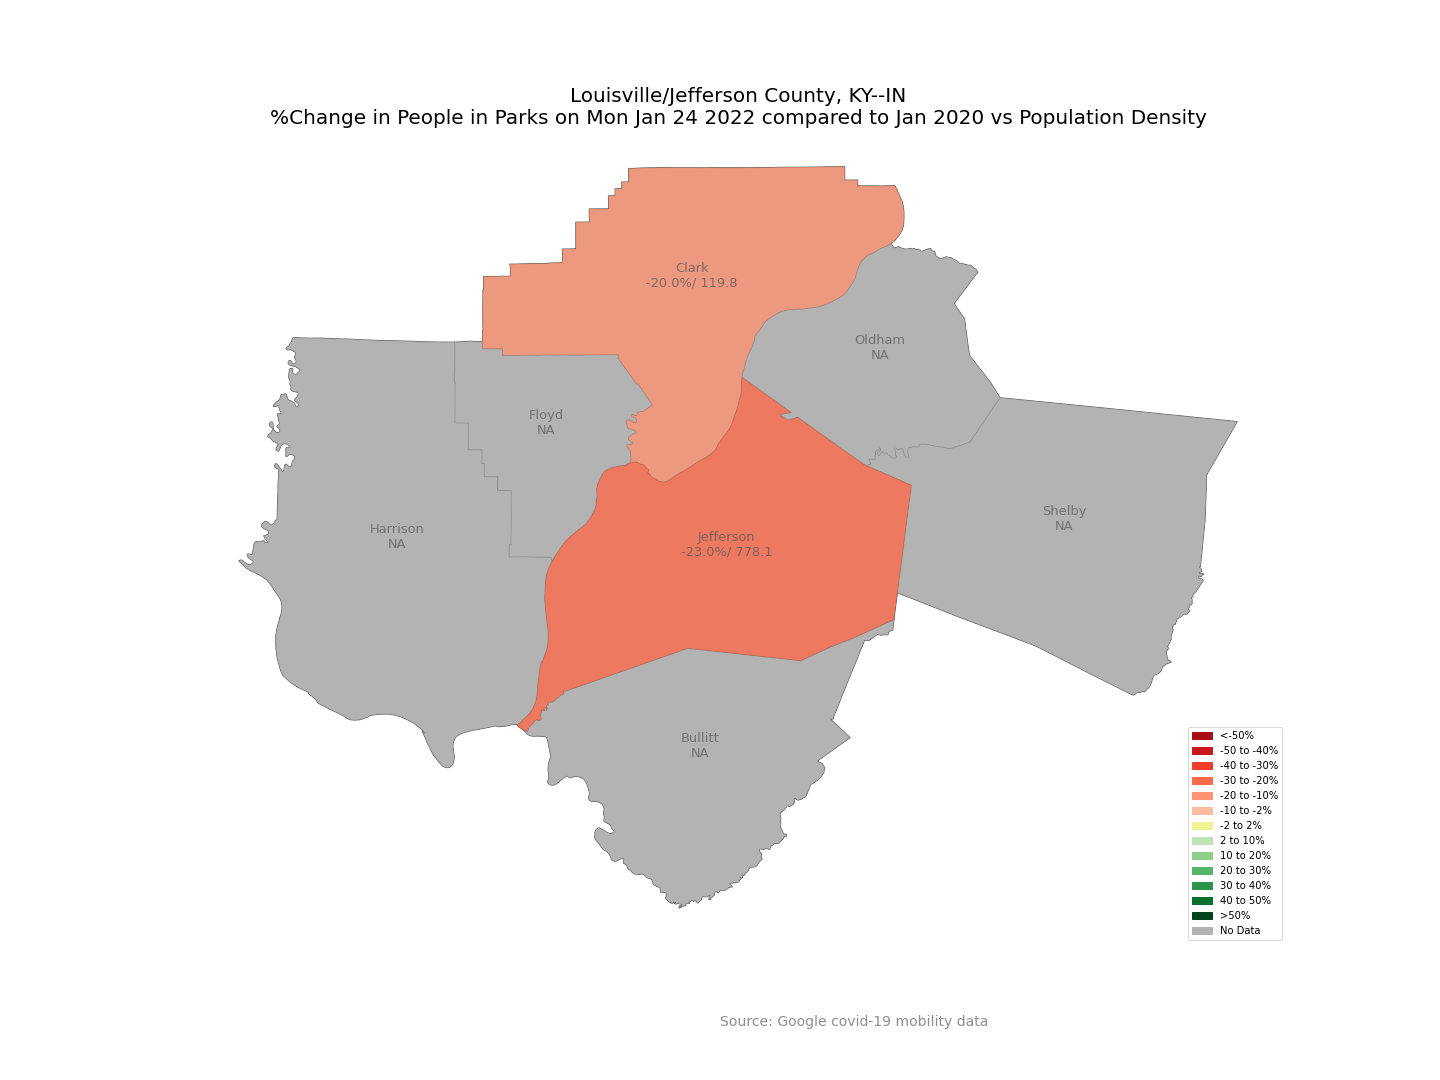 Louisville/Jefferson County, KY--IN
%Change in People in Parks on Mon Jan 24 2022 compared to Jan 2020 vs Population Density
Clark
-20.0%/ 119.8
Oldham
NA
Floyd
NA
Harrison
NA
Jefferson
-23.0%/ 778.1
Shelby
NA
Bullitt
NA
<-50%
-50 to -40%
-40 to -30%
-30 to -20%
-20 to -10%
-10 to -2%
-2 to 2%
2 to 10%
10 to 20%
20 to 30%
30 to 40%
40 to 50%
>50%
No Data
Source: Google covid-19 mobility data